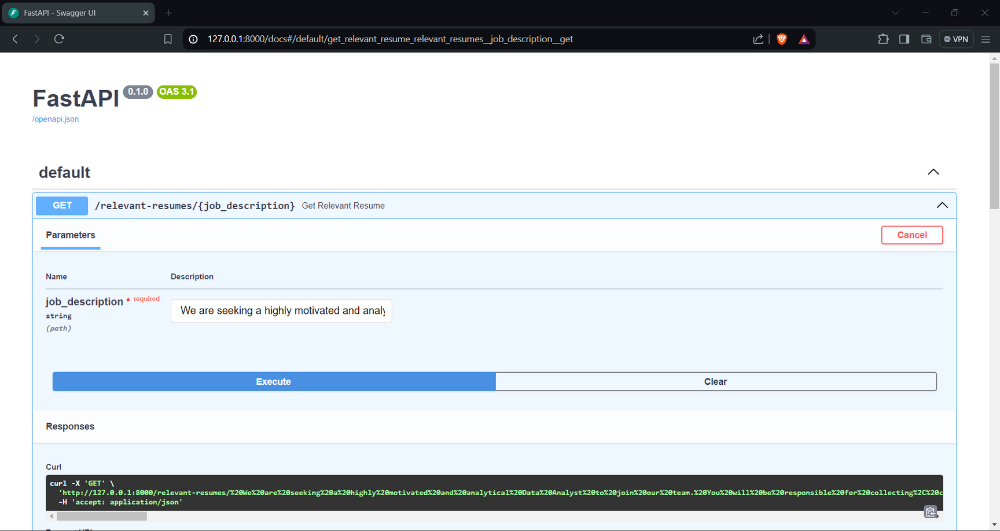 FastAPI - Swagger UI
127.0.0.1:8000/docs#/default/get_relevant_resume_relevant_resumes__job_description__get
VPN
FastAPI 0.1.0 OAS 3.1
/openapi.json
default
GET /relevant-resumes/{job_description} Get Relevant Resume
Parameters
Cancel
Name Description
job_description * required
We are seeking a highly motivated and analy
string
(path)
Execute Clear
Responses
Curl
curl -X 'GET' \
'http://127.0.0.1:8000/relevant-resumes/%20We%20are%20seeking%20a%20highly%20motivated%20and%20analytical%20Data%20Analyst%20to%20join%20our%20team.%20You%20will%20be%20responsible%20for%20collecting%2C%20c
-H 'accept: application/json'